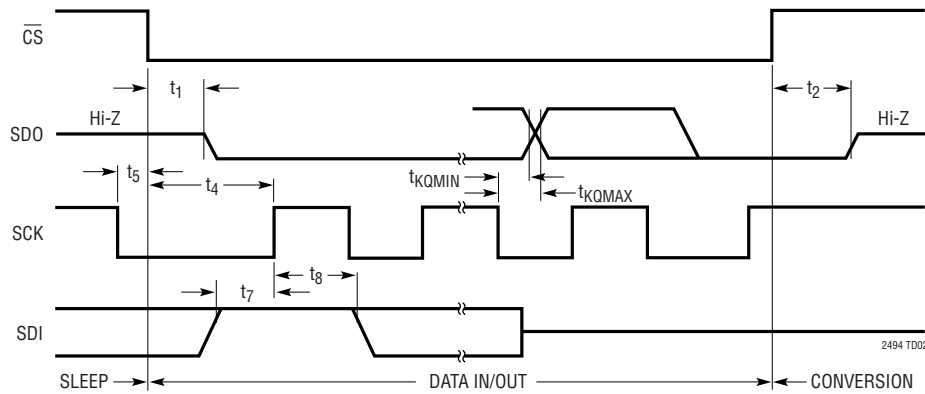 CS
t1
t2
Hi-Z
Hi-Z
SDO
t5
t4
tKQMIN
tKQMAX
SCK
t8
t7
SDI
2494 TD02
SLEEP
DATA IN/OUT
CONVERSION